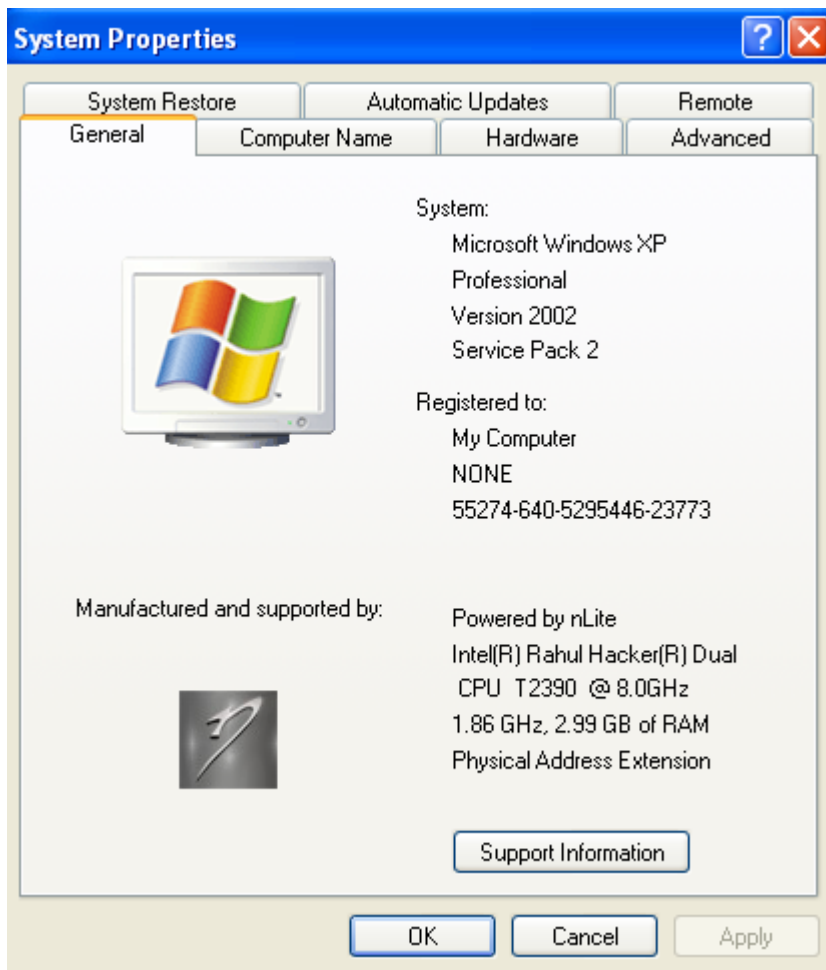 System Properties
System Restore
Automatic Updates
Remote
General
Computer Name
Hardware
Advanced
System:
Microsoft Windows XP
Professional
Version 2002
Service Pack 2
Registered to:
My Computer
NONE
55274-640-5295446-23773
Manufactured and supported by:
Powered by nLite
Intel(R) Rahul Hacker(R) Dual
CPU T2390 @ 8.0GHz
1.86 GHz, 2.99 GB of RAM
Physical Address Extension
Support Information
OK
Cancel
Apply